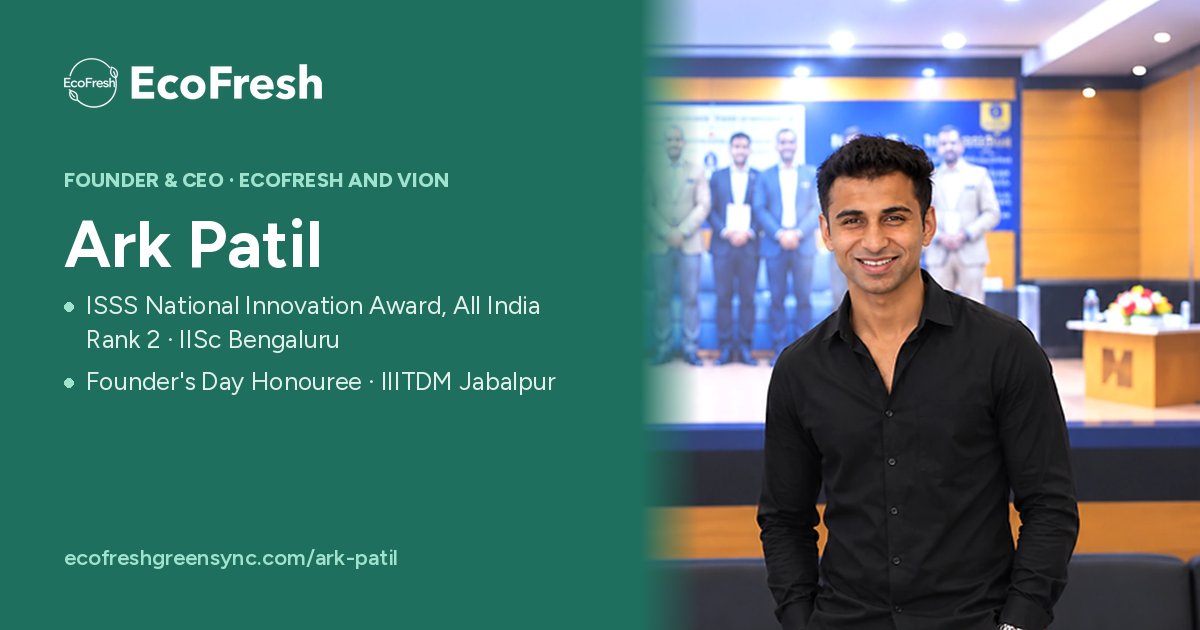 EcoFresh
EcoFresh
FOUNDER & CEO · ECOFRESH AND VION
Ark Patil
ISSS National Innovation Award, All India
Rank 2 · IISc Bengaluru
Founder's Day Honouree · IIITDM Jabalpur
ecofreshgreensync.com/ark-patil